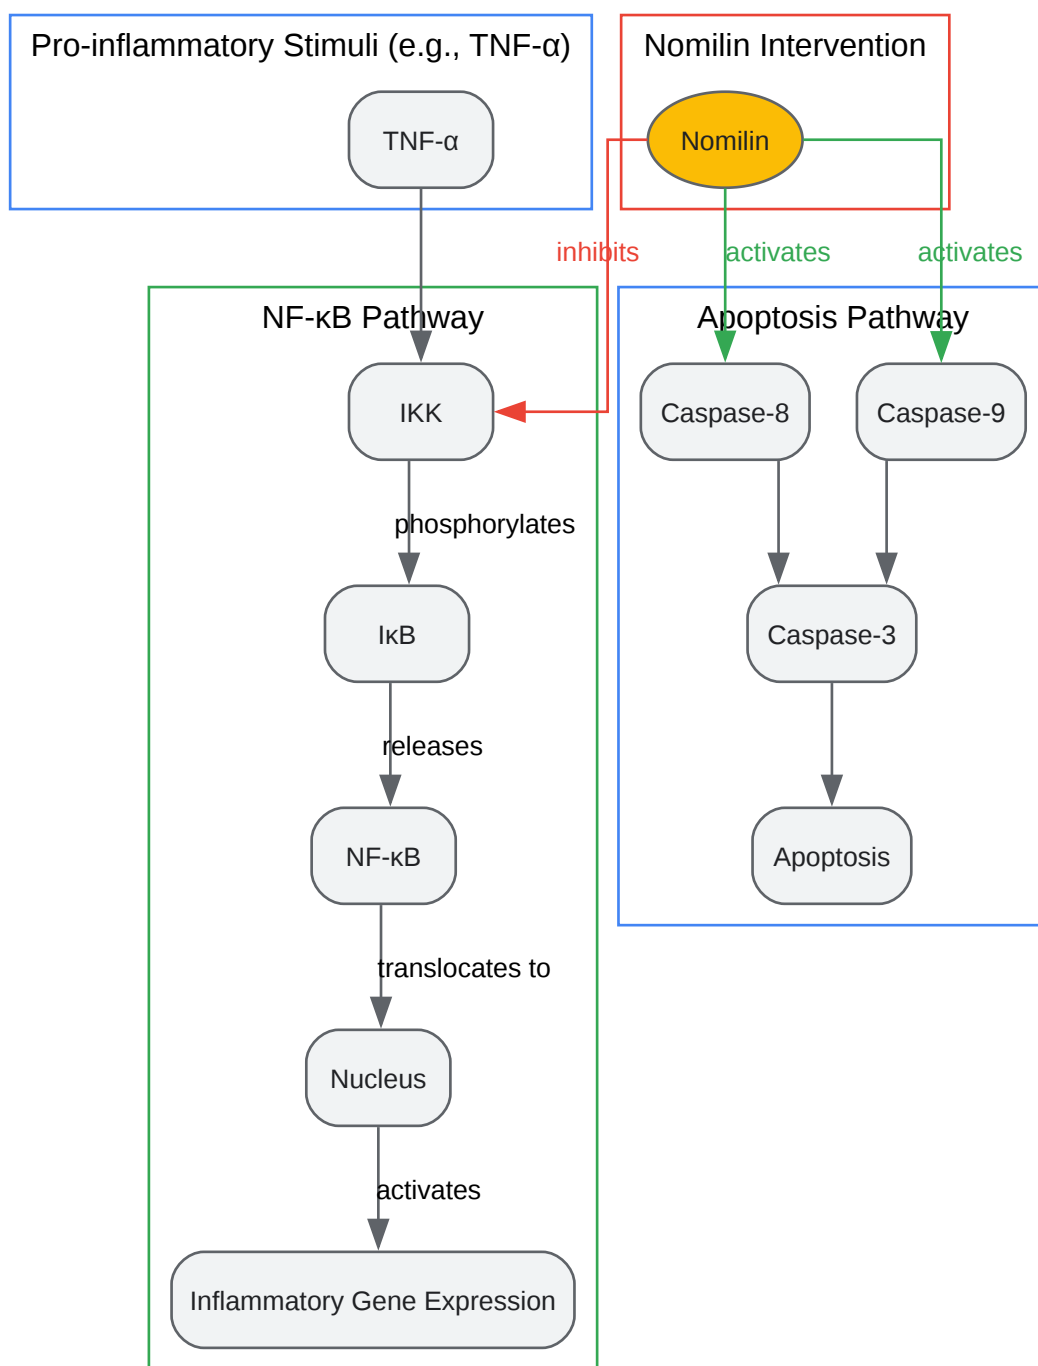 Pro-inflammatory Stimuli (e.g., TNF-α)
Nomilin Intervention
TNF-α
Nomilin
inhibits
activates
activates
NF-κB Pathway
Apoptosis Pathway
IKK
Caspase-8
Caspase-9
phosphorylates
IκB
Caspase-3
releases
NF-κB
Apoptosis
translocates to
Nucleus
activates
Inflammatory Gene Expression